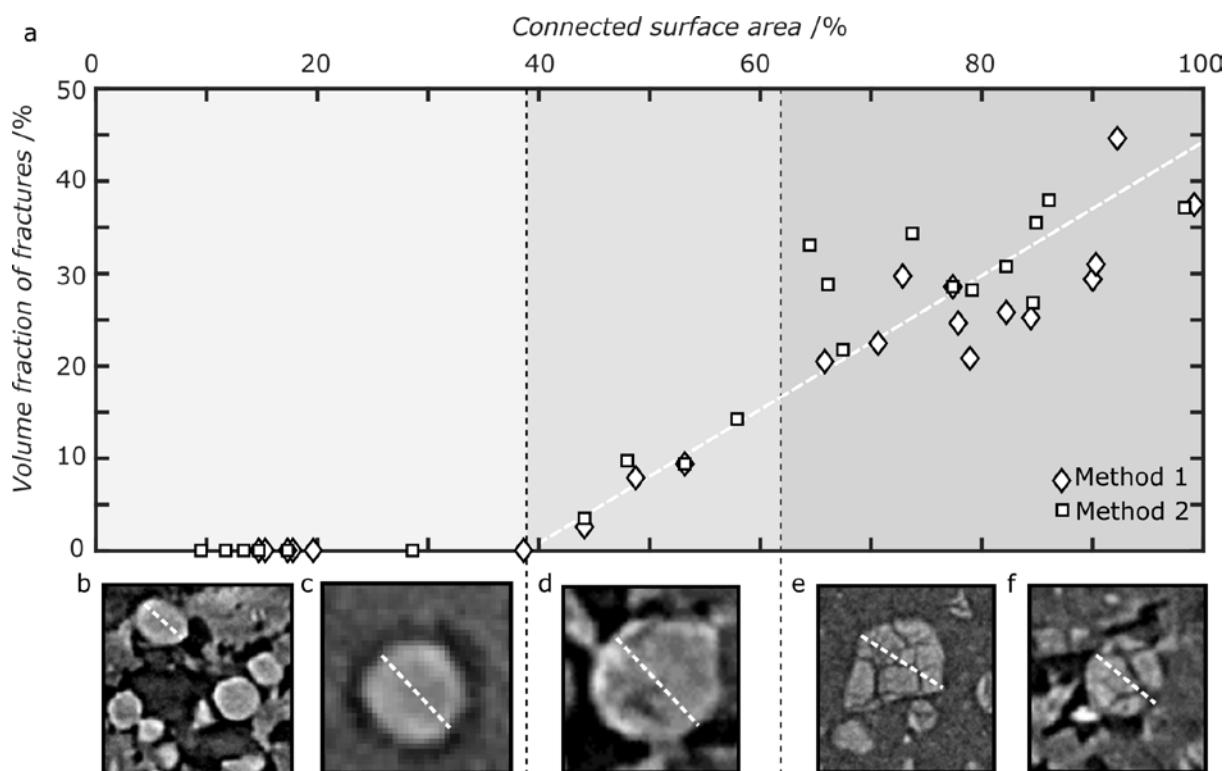 a
Connected surface area /%
0 20 40 60 80 100
Volume fraction of fractures /%
50
40
30
20
10
0
Method 1
Method 2
b c d e f